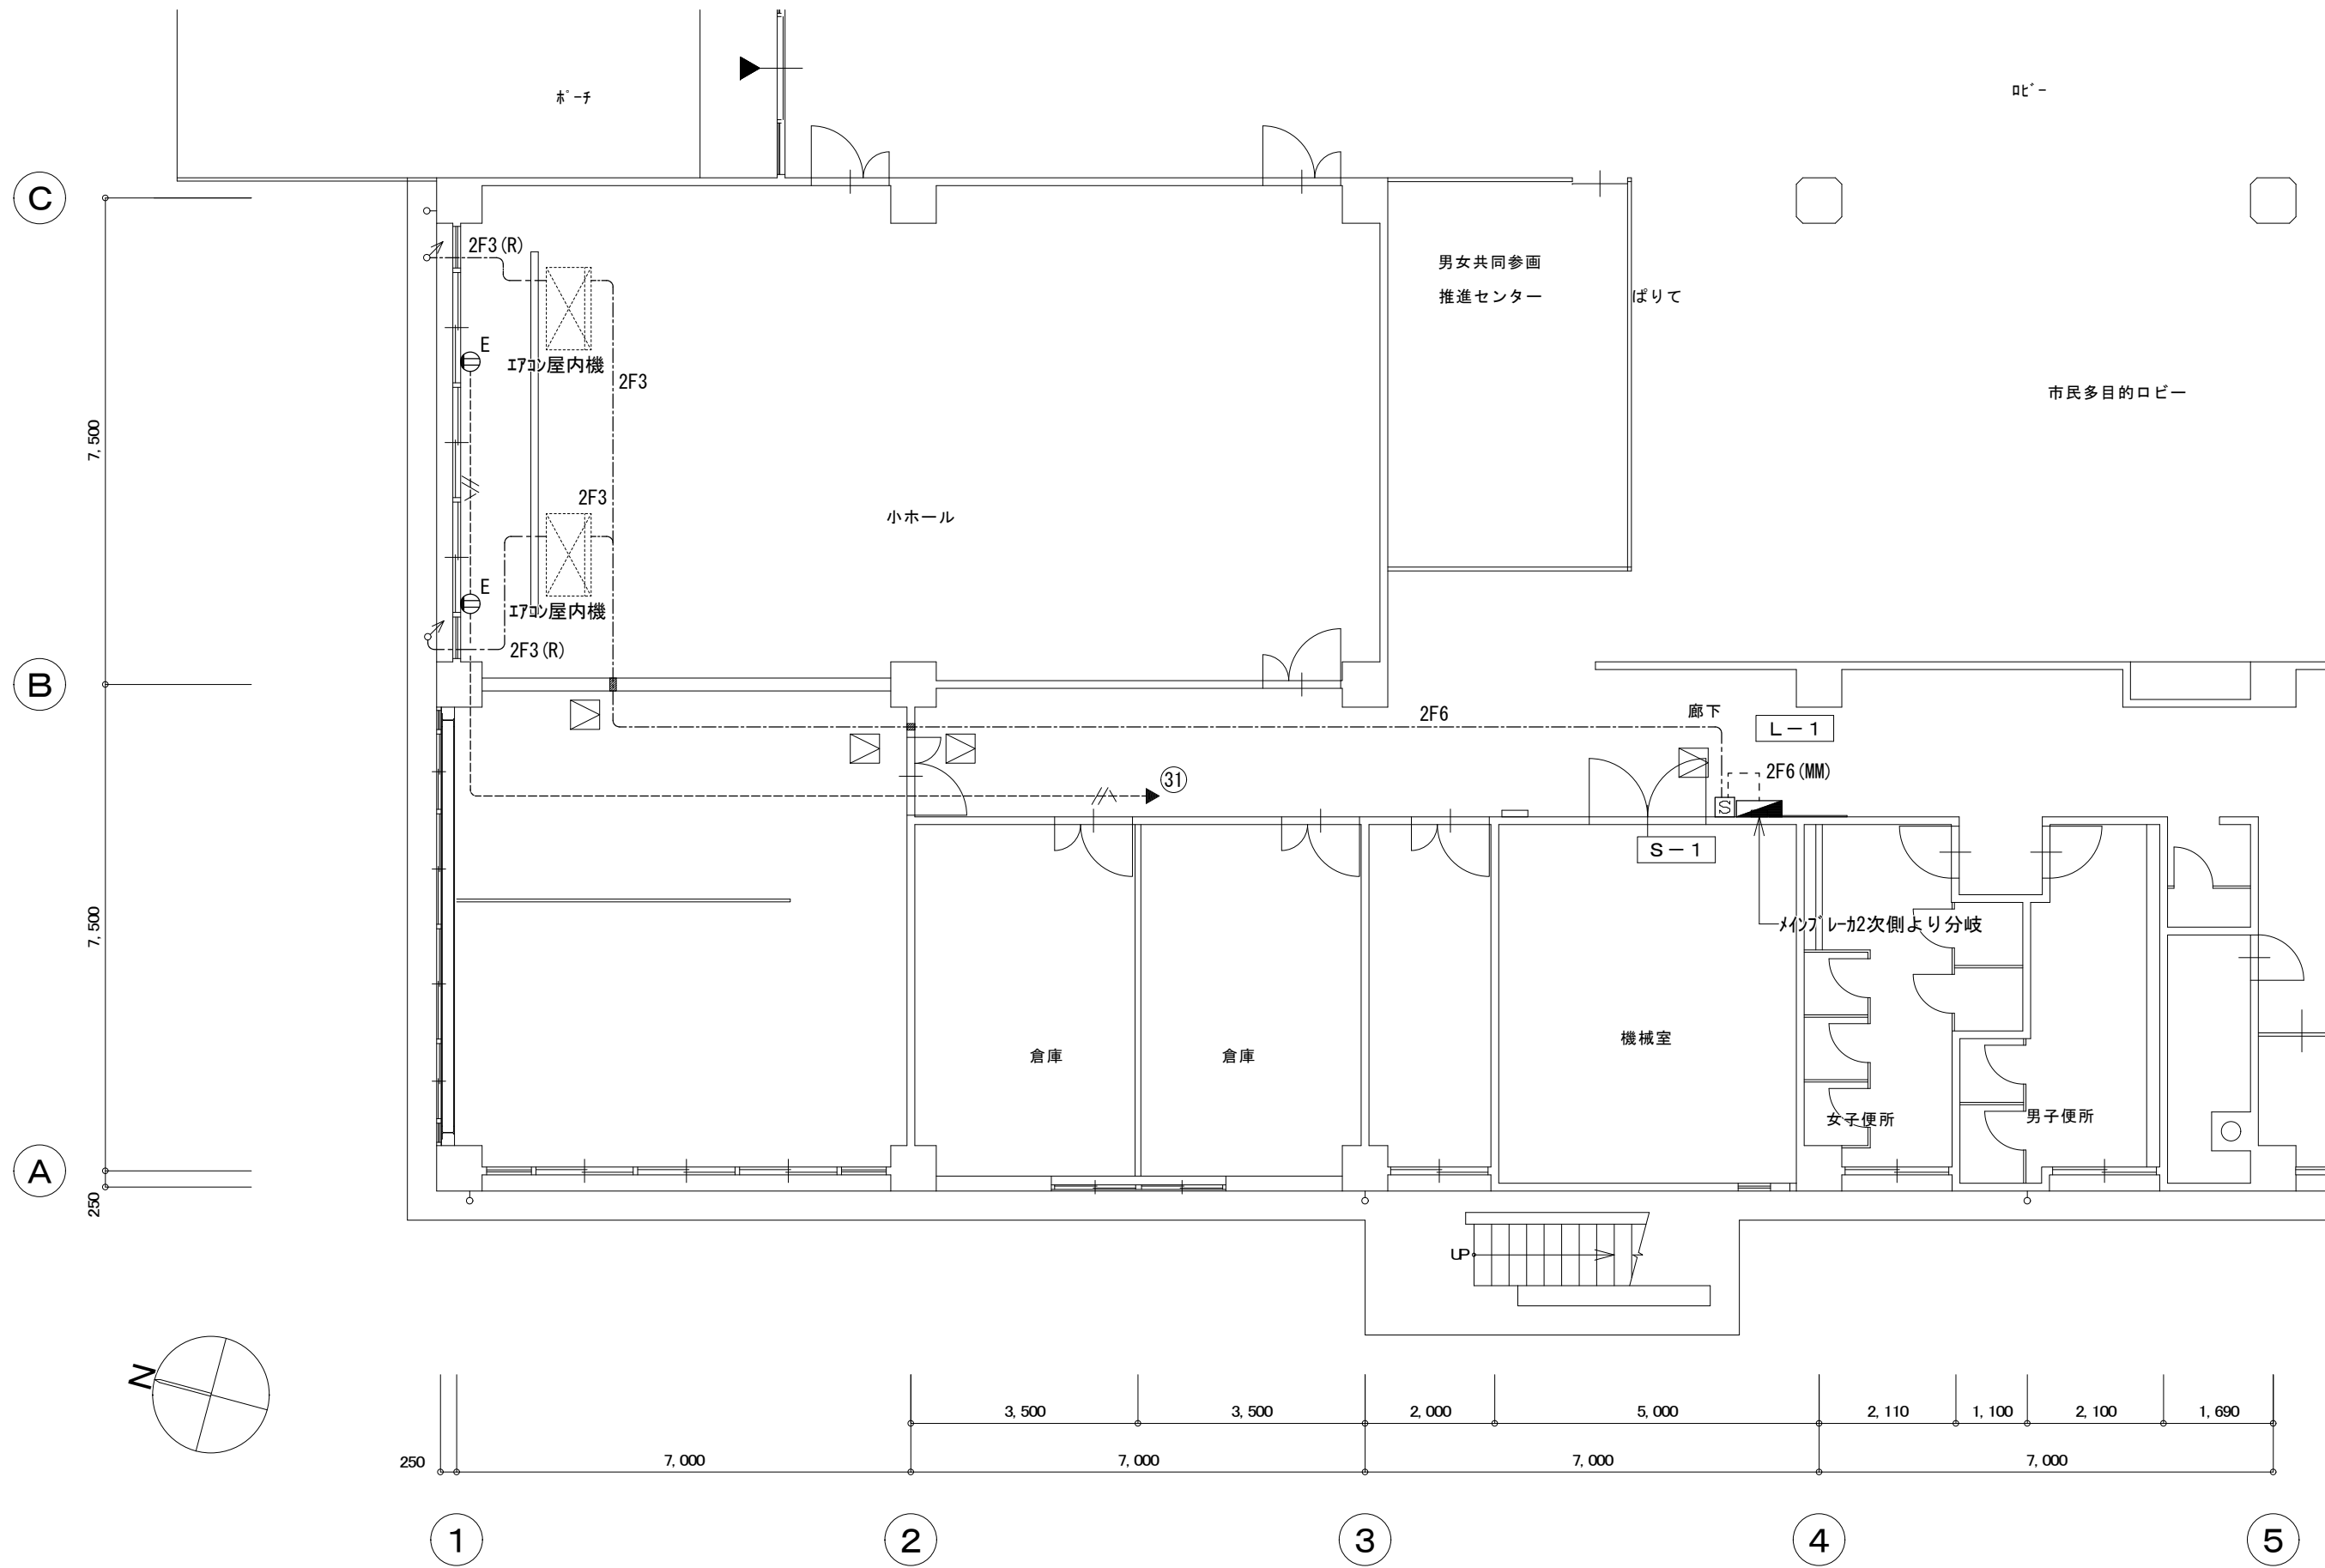 ﾎﾟｰﾁ
ﾛﾋﾞｰ
C
2F3(R)
男女共同参画
推進センター
ぱりて
E
ｴｱｺﾝ屋内機
2F3
市民多目的ロビー
7,500
2F3
小ホール
E
ｴｱｺﾝ屋内機
2F3(R)
B
2F6
廊下
L－1
2F6(MM)
31
S
S－1
ﾒｲﾝﾌﾞﾚｰｶ2次側より分岐
7,500
機械室
倉庫
倉庫
女子便所
男子便所
A
250
UP
N
3,500
3,500
2,000
5,000
2,110
1,100
2,100
1,690
250
7,000
7,000
7,000
7,000
1
2
3
4
5